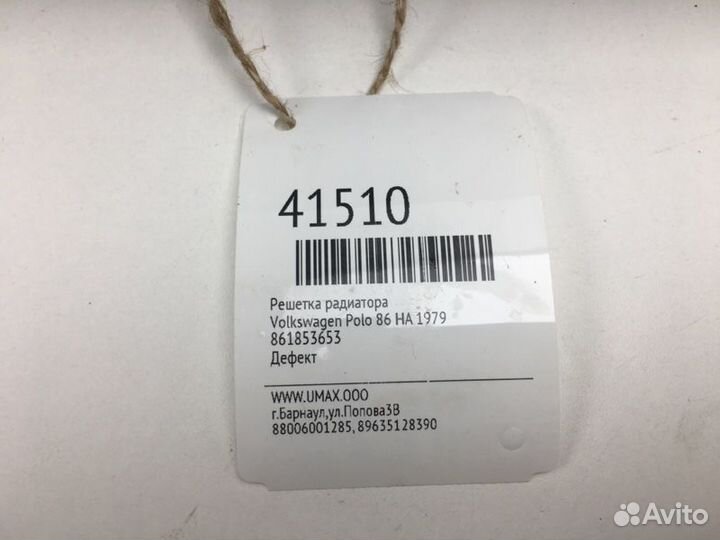 41510
Решетка радиатора
Volkswagen Polo 86 HA 1979
861853653
Дефект
WWW.UMAX.OOO
г.Барнаул,ул.Попова3В
88006001285, 89635128390
Avito